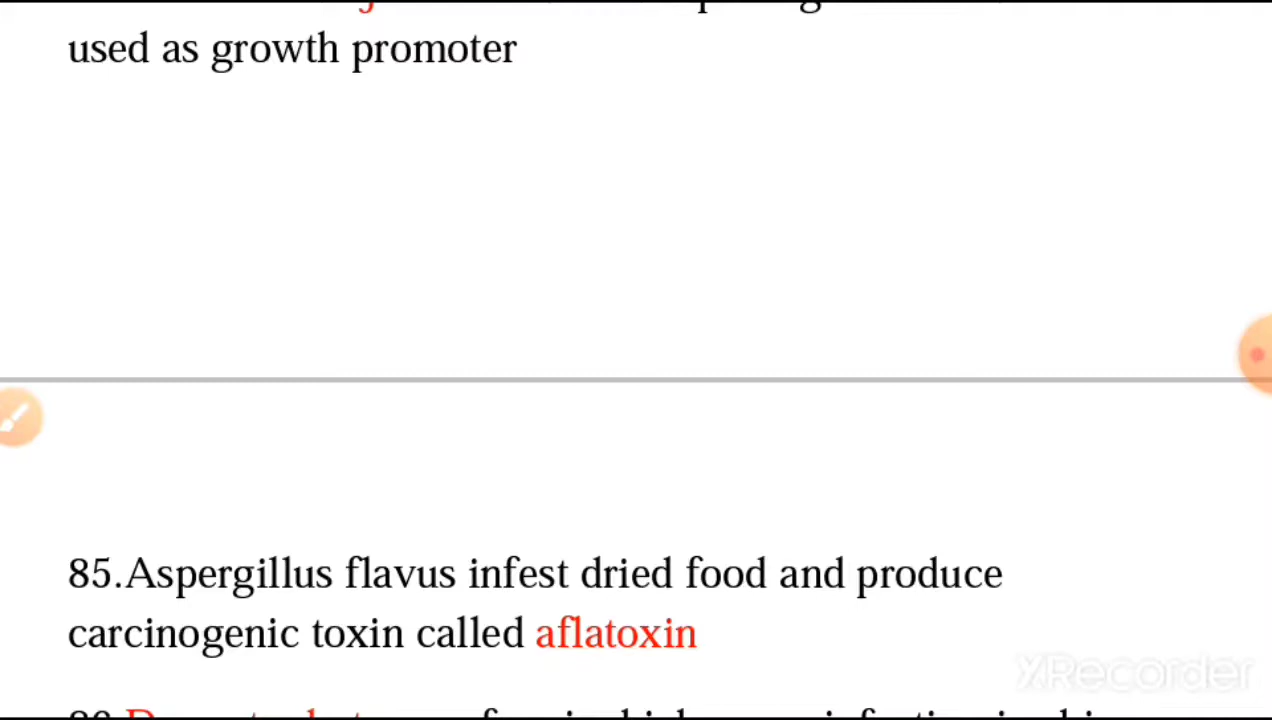 used as growth promoter
85.Aspergillus flavus infest dried food and produce
carcinogenic toxin called aflatoxin
XRecorder